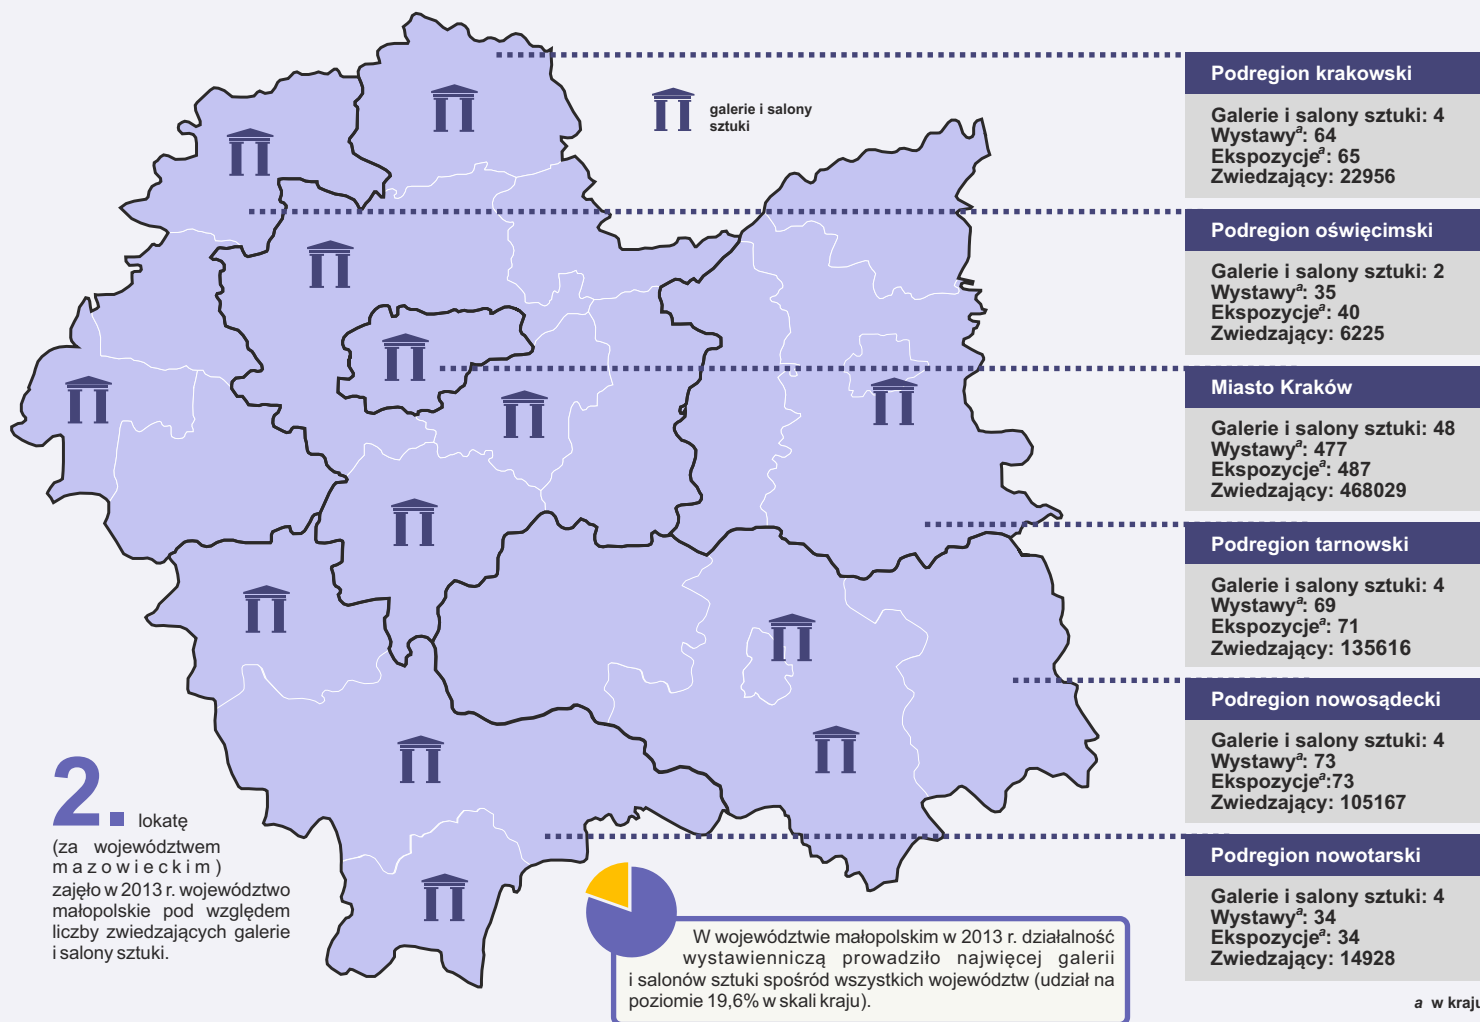 galerie i salony
sztuki
Podregion krakowski
Galerie i salony sztuki: 4
Wystawyᵃ: 64
Ekspozycjeᵃ: 65
Zwiedzający: 22956
Podregion oświęcimski
Galerie i salony sztuki: 2
Wystawyᵃ: 35
Ekspozycjeᵃ: 40
Zwiedzający: 6225
Miasto Kraków
Galerie i salony sztuki: 48
Wystawyᵃ: 477
Ekspozycjeᵃ: 487
Zwiedzający: 468029
Podregion tarnowski
Galerie i salony sztuki: 4
Wystawyᵃ: 69
Ekspozycjeᵃ: 71
Zwiedzający: 135616
Podregion nowosądecki
Galerie i salony sztuki: 4
Wystawyᵃ: 73
Ekspozycjeᵃ:73
Zwiedzający: 105167
Podregion nowotarski
Galerie i salony sztuki: 4
Wystawyᵃ: 34
Ekspozycjeᵃ: 34
Zwiedzający: 14928
2. lokatę
(za województwem
mazowieckim)
zajęło w 2013 r. województwo
małopolskie pod względem
liczby zwiedzających galerie
i salony sztuki.
W województwie małopolskim w 2013 r. działalność
wystawienniczą prowadziło najwięcej galerii
i salonów sztuki spośród wszystkich województw (udział na
poziomie 19,6% w skali kraju).
a w kraju